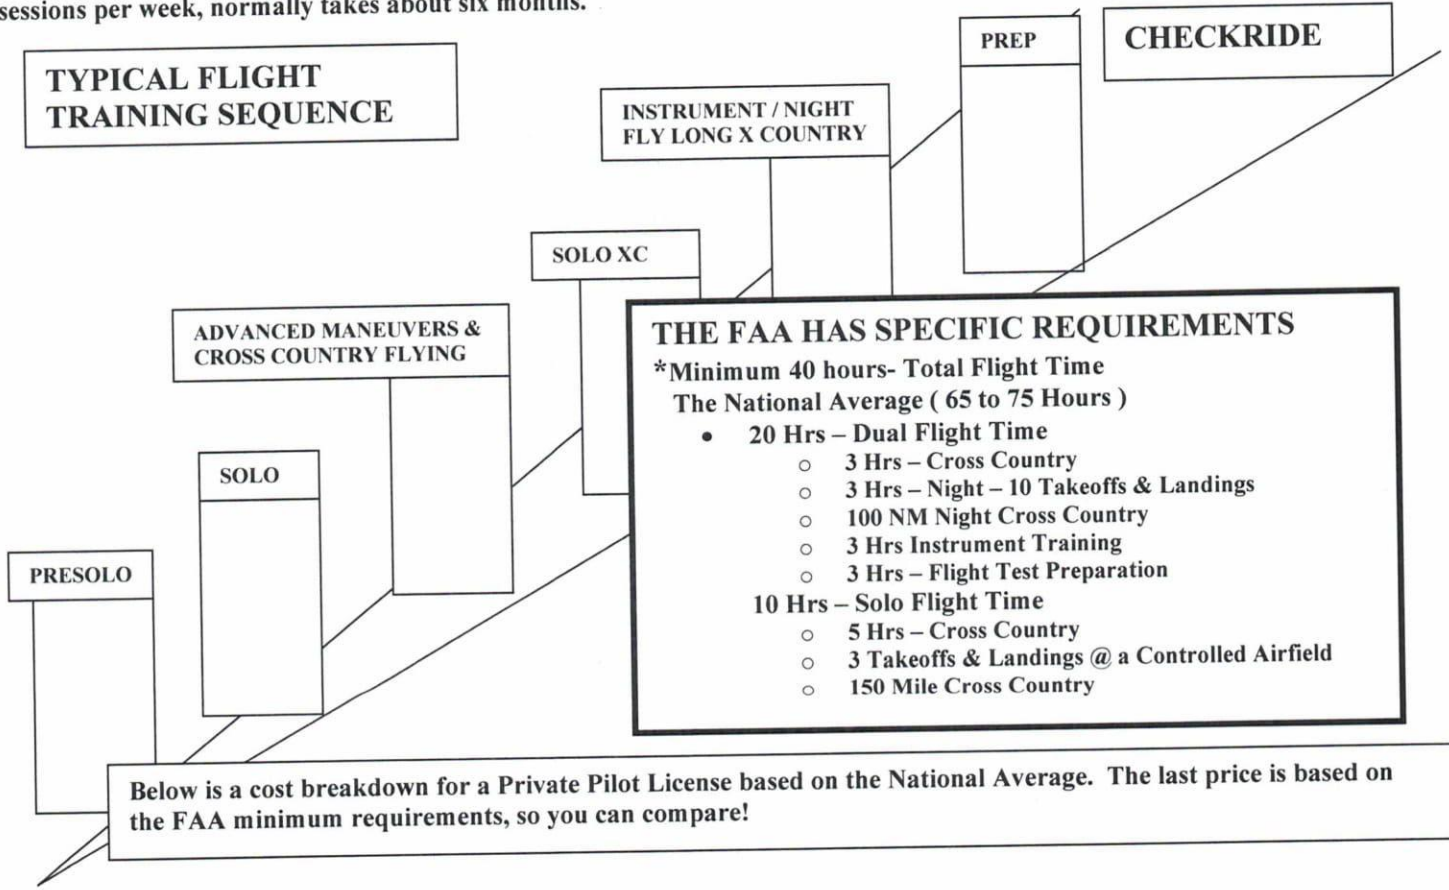 sessions per week, normally takes about six months.
TYPICAL FLIGHT
TRAINING SEQUENCE
PREP
CHECKRIDE
INSTRUMENT / NIGHT
FLY LONG X COUNTRY
SOLO XC
ADVANCED MANEUVERS &
CROSS COUNTRY FLYING
SOLO
PRESOLO
THE FAA HAS SPECIFIC REQUIREMENTS
*Minimum 40 hours- Total Flight Time
The National Average ( 65 to 75 Hours )
• 20 Hrs – Dual Flight Time
○ 3 Hrs – Cross Country
○ 3 Hrs – Night – 10 Takeoffs & Landings
○ 100 NM Night Cross Country
○ 3 Hrs Instrument Training
○ 3 Hrs – Flight Test Preparation
10 Hrs – Solo Flight Time
○ 5 Hrs – Cross Country
○ 3 Takeoffs & Landings @ a Controlled Airfield
○ 150 Mile Cross Country
Below is a cost breakdown for a Private Pilot License based on the National Average.  The last price is based on
the FAA minimum requirements, so you can compare!